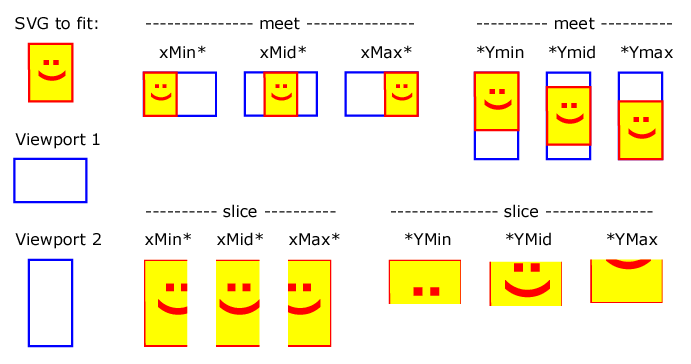 SVG to fit:
------------ meet ------------
------------ meet ------------
xMin*
xMid*
xMax*
*Ymin
*Ymid
*Ymax
Viewport 1
---------- slice ----------
---------------- slice ----------------
Viewport 2
xMin*
xMid*
xMax*
*YMin
*YMid
*YMax